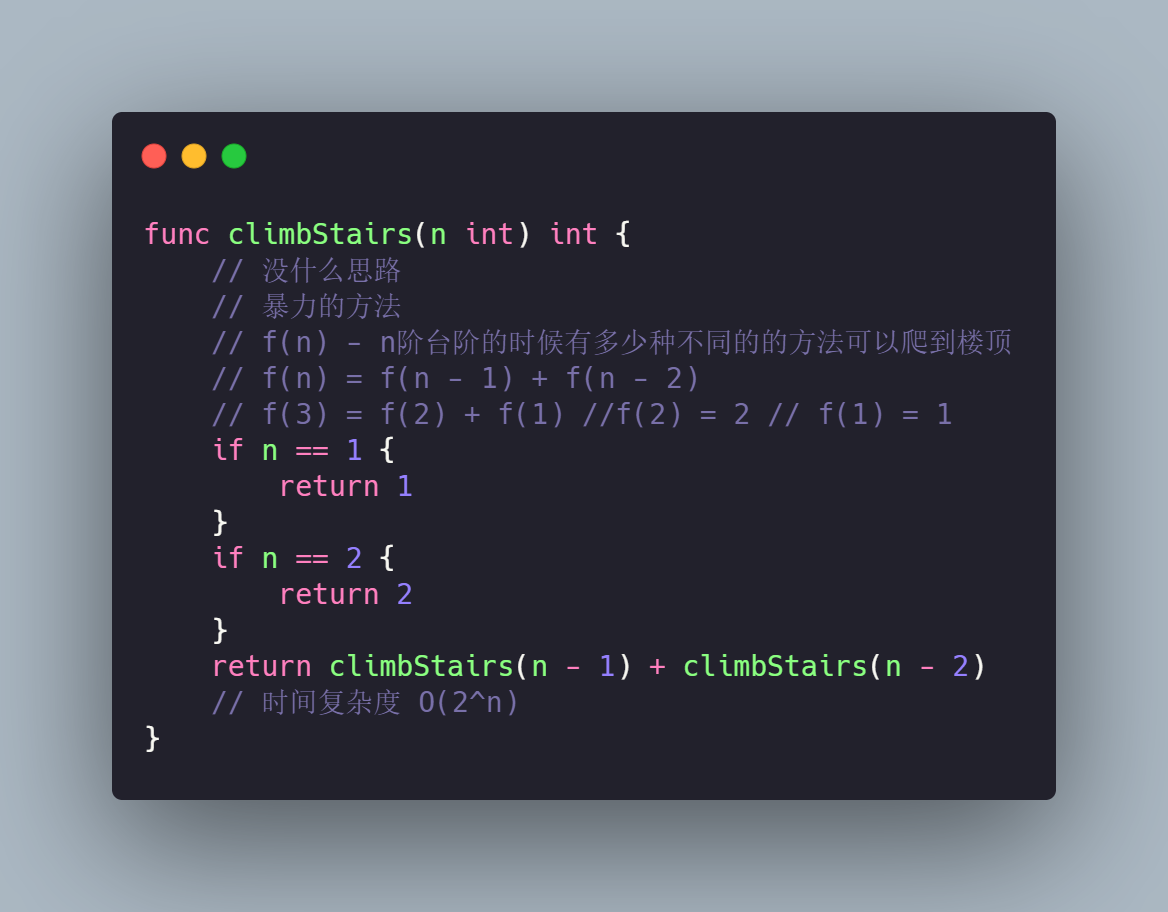 func climbStairs(n int) int {
    // 没什么思路
    // 暴力的方法
    // f(n) - n阶台阶的时候有多少种不同的的方法可以爬到楼顶
    // f(n) = f(n - 1) + f(n - 2)
    // f(3) = f(2) + f(1) //f(2) = 2 // f(1) = 1
    if n == 1 {
        return 1
    }
    if n == 2 {
        return 2
    }
    return climbStairs(n - 1) + climbStairs(n - 2)
    // 时间复杂度 O(2^n)
}